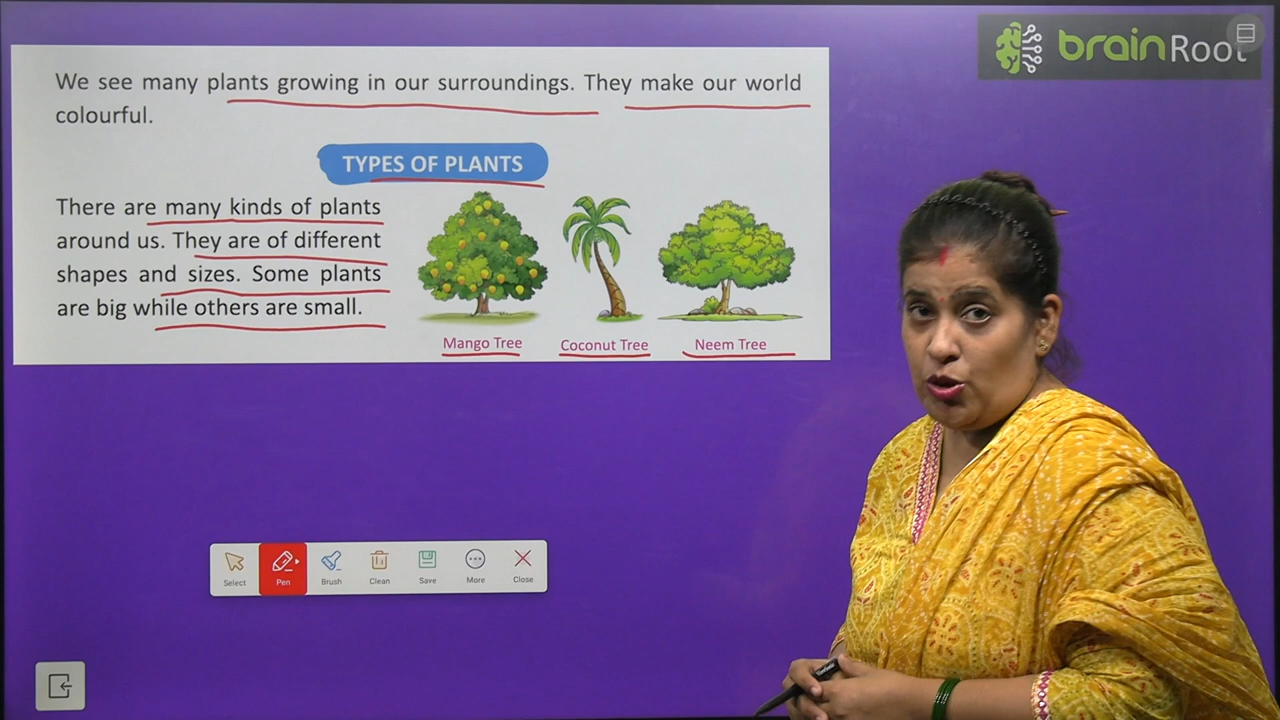 brainRoot
We see many plants growing in our surroundings. They make our world
colourful.
TYPES OF PLANTS
There are many kinds of plants
around us. They are of different
shapes and sizes. Some plants
are big while others are small.
Mango Tree
Coconut Tree
Neem Tree
Select
Pen
Brush
Clean
Save
More
Close